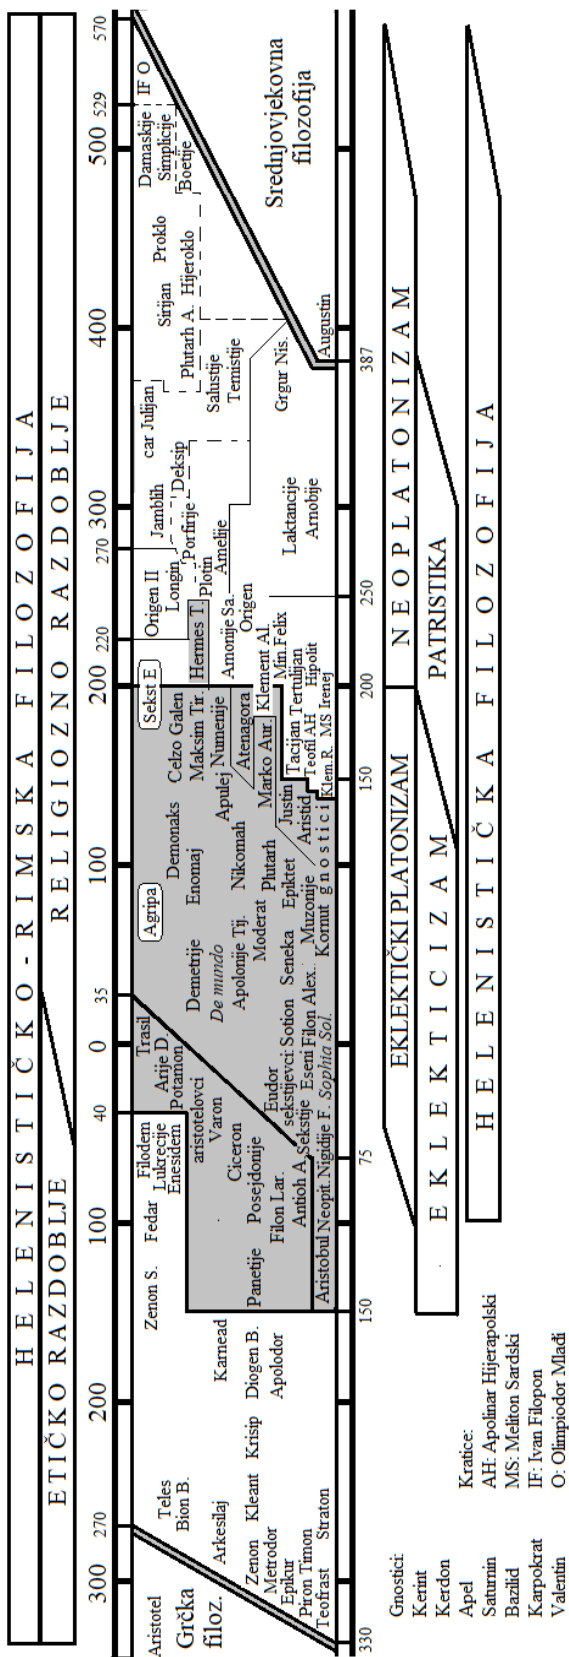 HELENISTIČKO-RIMSKA FILOZOFIJA
ETIČKO RAZDOBLJE
RELIGIOZNO RAZDOBLJE
300
270
200
100
40
0
35
100
200
220
270
300
400
500
529
570
Aristotel
Grčka
filoz.
Teles
Bion B.
Arkesilaj
Zenon
Kleant
Krisip
Metrodor
Epikur
Piron
Timon
Teofrast
Straton
Karnead
Diogen B.
Apolodor
Zenon S.
Fedar
Filodem
Lukrecije
Enesidem
Panetije
Posejdonije
Filon Lar.
Antioh A.
Aristobul
Neopit.
Nigidije F.
Sophia Sol.
aristotelovci
Varon
Ciceron
Trasil
Arije D.
Potamon
Eudor
sekstijevci:
Sekstije
Sotion
Eseni
Filon Alex.
Demetrije
De mundo
Apolonije Tij.
Moderat
Seneka
Muzonije
Kornut
Agripa
Demonaks
Enomaj
Nikomah
Plutarh
Epiktet
gnostici
Sekst E
Celzo
Galen
Maksim Tir.
Apulej
Numenije
Atenagora
Marko Aur.
Justin
Aristid
Klement Al.
Min. Felix
Tacijan
Tertulijan
Teofil
AH
Hipolit
Klem.R.
MS
Irenej
Hermes T.
Origen II
Longin
Plotin
Amonije Sa.
Origen
Jamblih
Porfirije
Deksip
Amelije
car Julijan
Salustije
Temistije
Laktancije
Arnobije
Grgur Nis.
Augustin
Sirijan
Proklo
Plutarh A.
Hijeroklo
Damaskije
Simplicije
Boetije
IF
O
Srednjovjekovna
filozofija
330
150
75
150
200
250
387
EKLEKTIČKI PLATONIZAM
NEOPLATONIZAM
EKLEKTICIZAM
PATRISTIKA
HELENISTIČKA FILOZOFIJA
Gnostici:
Kerint
Kerdon
Apel
Saturnin
Bazilid
Karpokrat
Valentin
Kratice:
AH: Apolinar Hijerapolski
MS: Meliton Sardski
IF: Ivan Filopon
O: Olimpiodor Mlađi